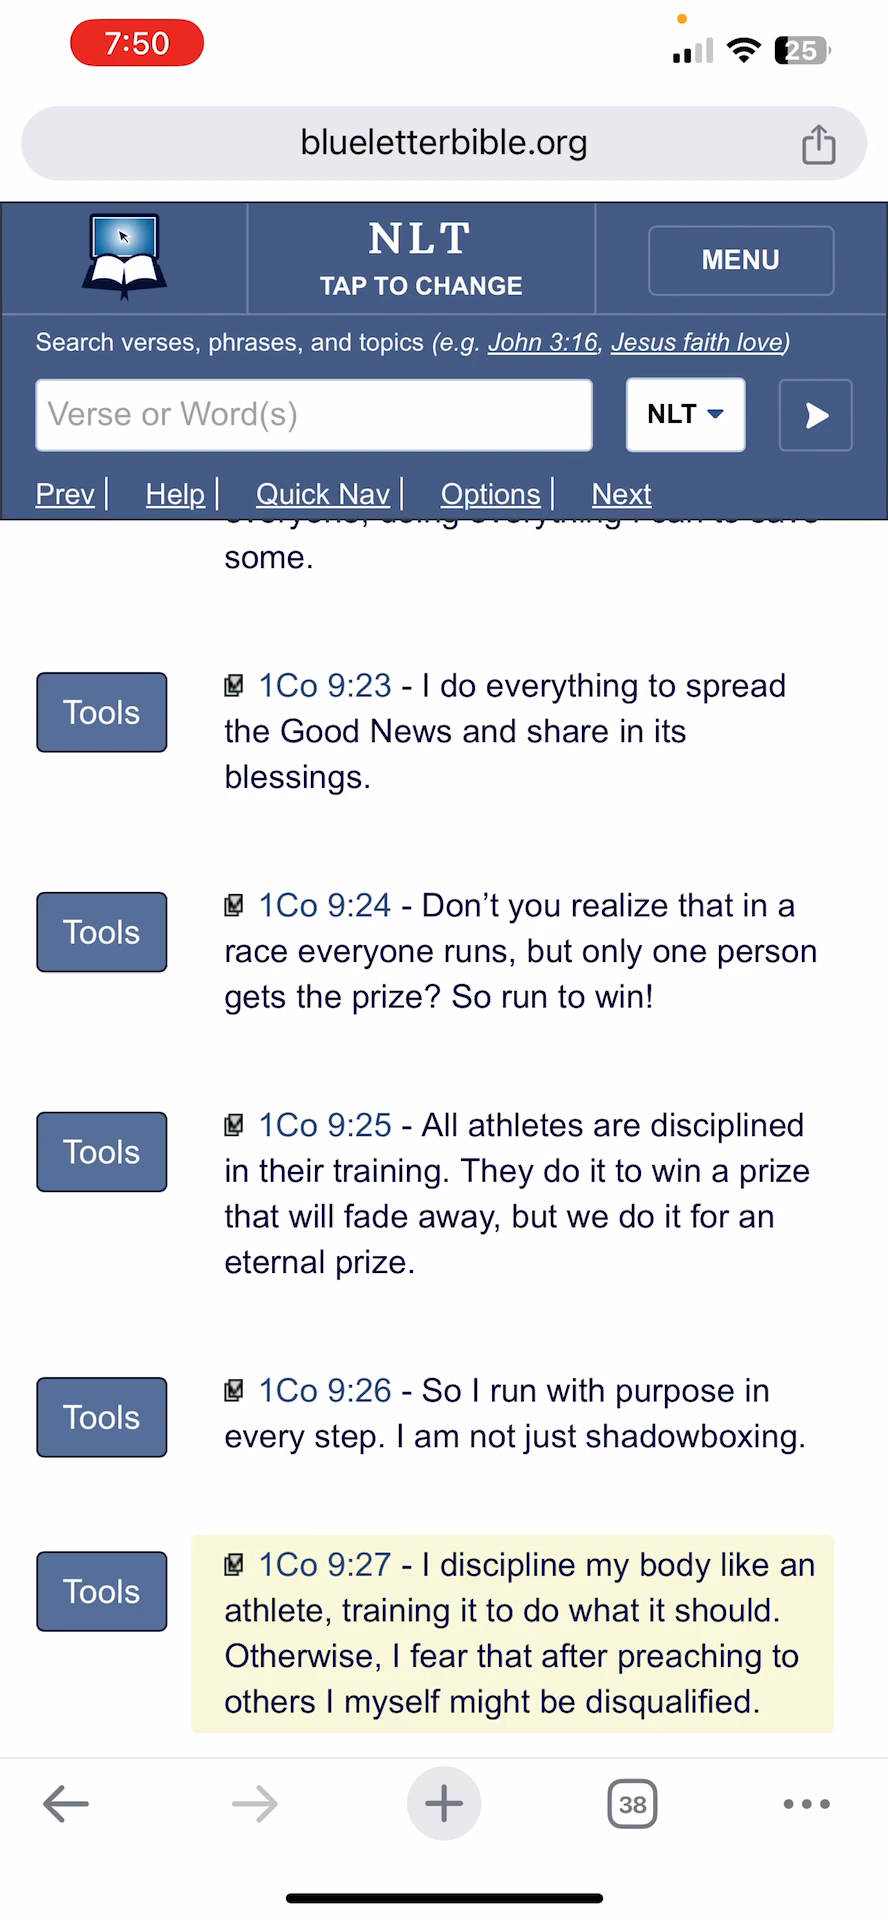 7:50
25
blueletterbible.org
NLT
TAP TO CHANGE
MENU
Search verses, phrases, and topics (e.g. John 3:16, Jesus faith love)
Verse or Word(s)
NLT
Prev | Help | Quick Nav | Options | Next
everyone, doing everything I can to save
some.
Tools
1Co 9:23 - I do everything to spread
the Good News and share in its
blessings.
Tools
1Co 9:24 - Don’t you realize that in a
race everyone runs, but only one person
gets the prize? So run to win!
Tools
1Co 9:25 - All athletes are disciplined
in their training. They do it to win a prize
that will fade away, but we do it for an
eternal prize.
Tools
1Co 9:26 - So I run with purpose in
every step. I am not just shadowboxing.
Tools
1Co 9:27 - I discipline my body like an
athlete, training it to do what it should.
Otherwise, I fear that after preaching to
others I myself might be disqualified.
38